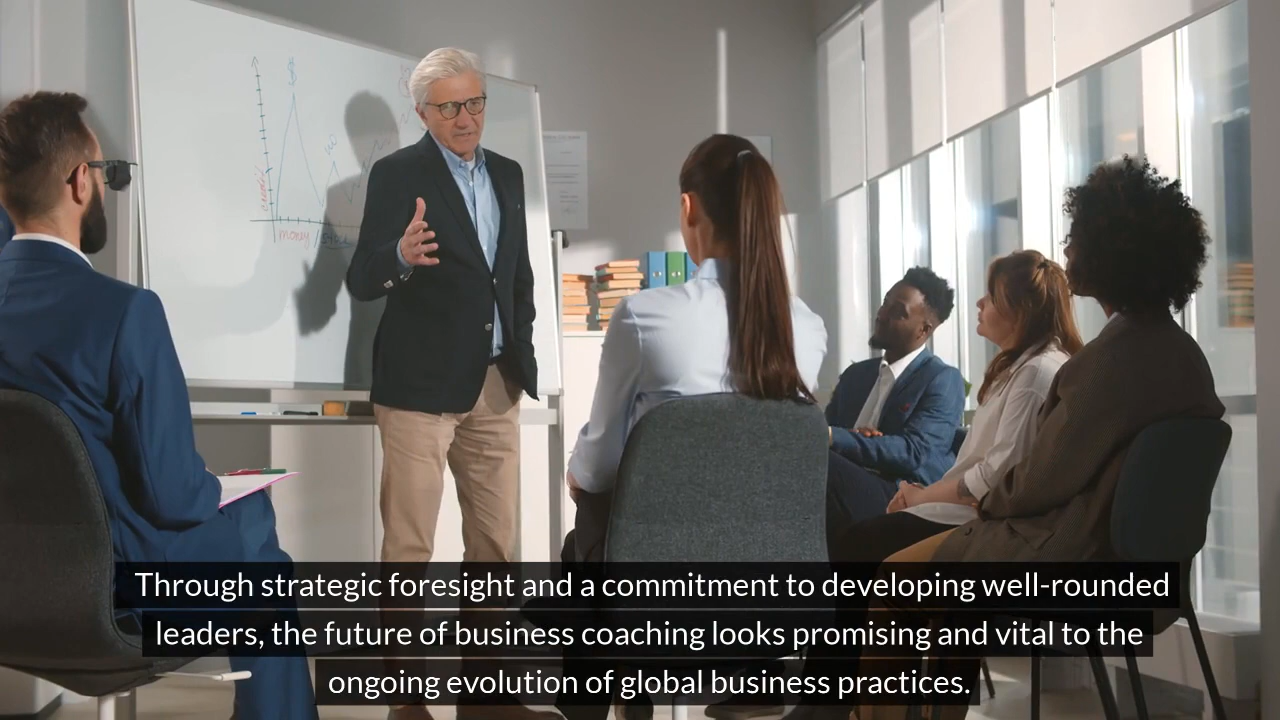 $
credit
money
Through strategic foresight and a commitment to developing well-rounded
leaders, the future of business coaching looks promising and vital to the
ongoing evolution of global business practices.